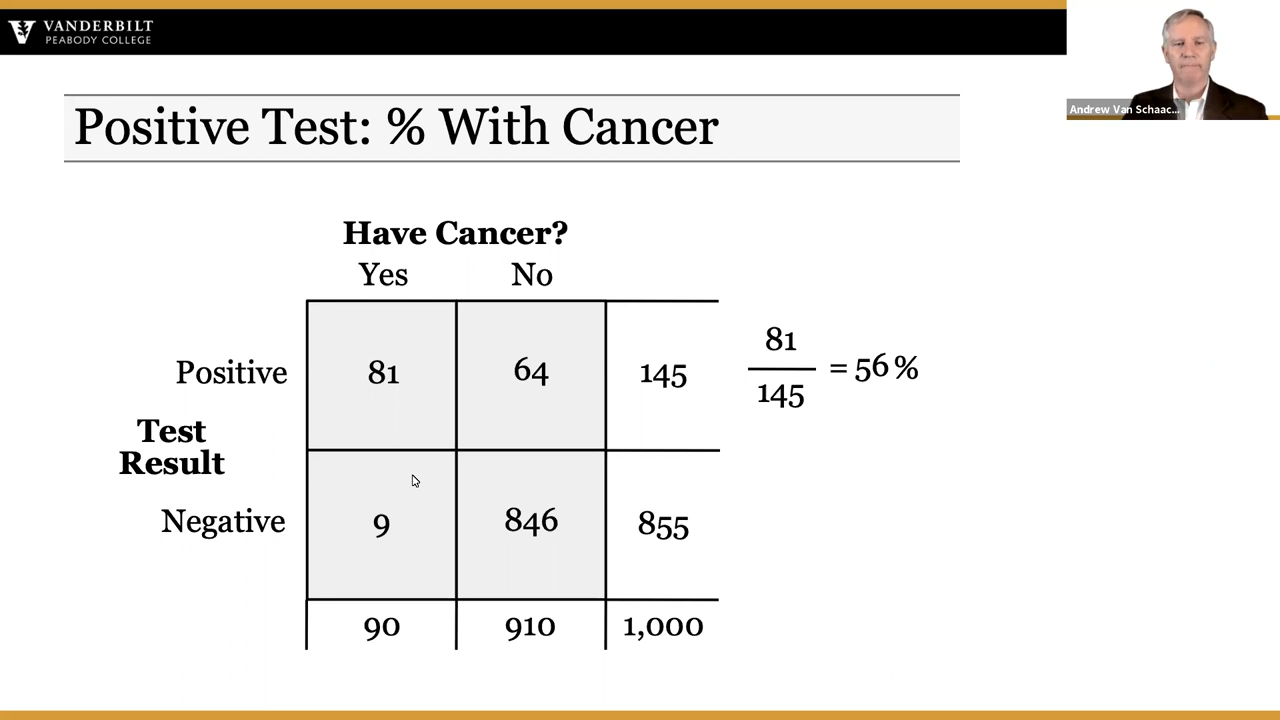 VANDERBILT
PEABODY COLLEGE
Andrew Van Schaac...
Positive Test: % With Cancer
Have Cancer?
Yes No
Positive 81 64 145
81
145
= 56 %
Test
Result
Negative 9 846 855
90 910 1,000